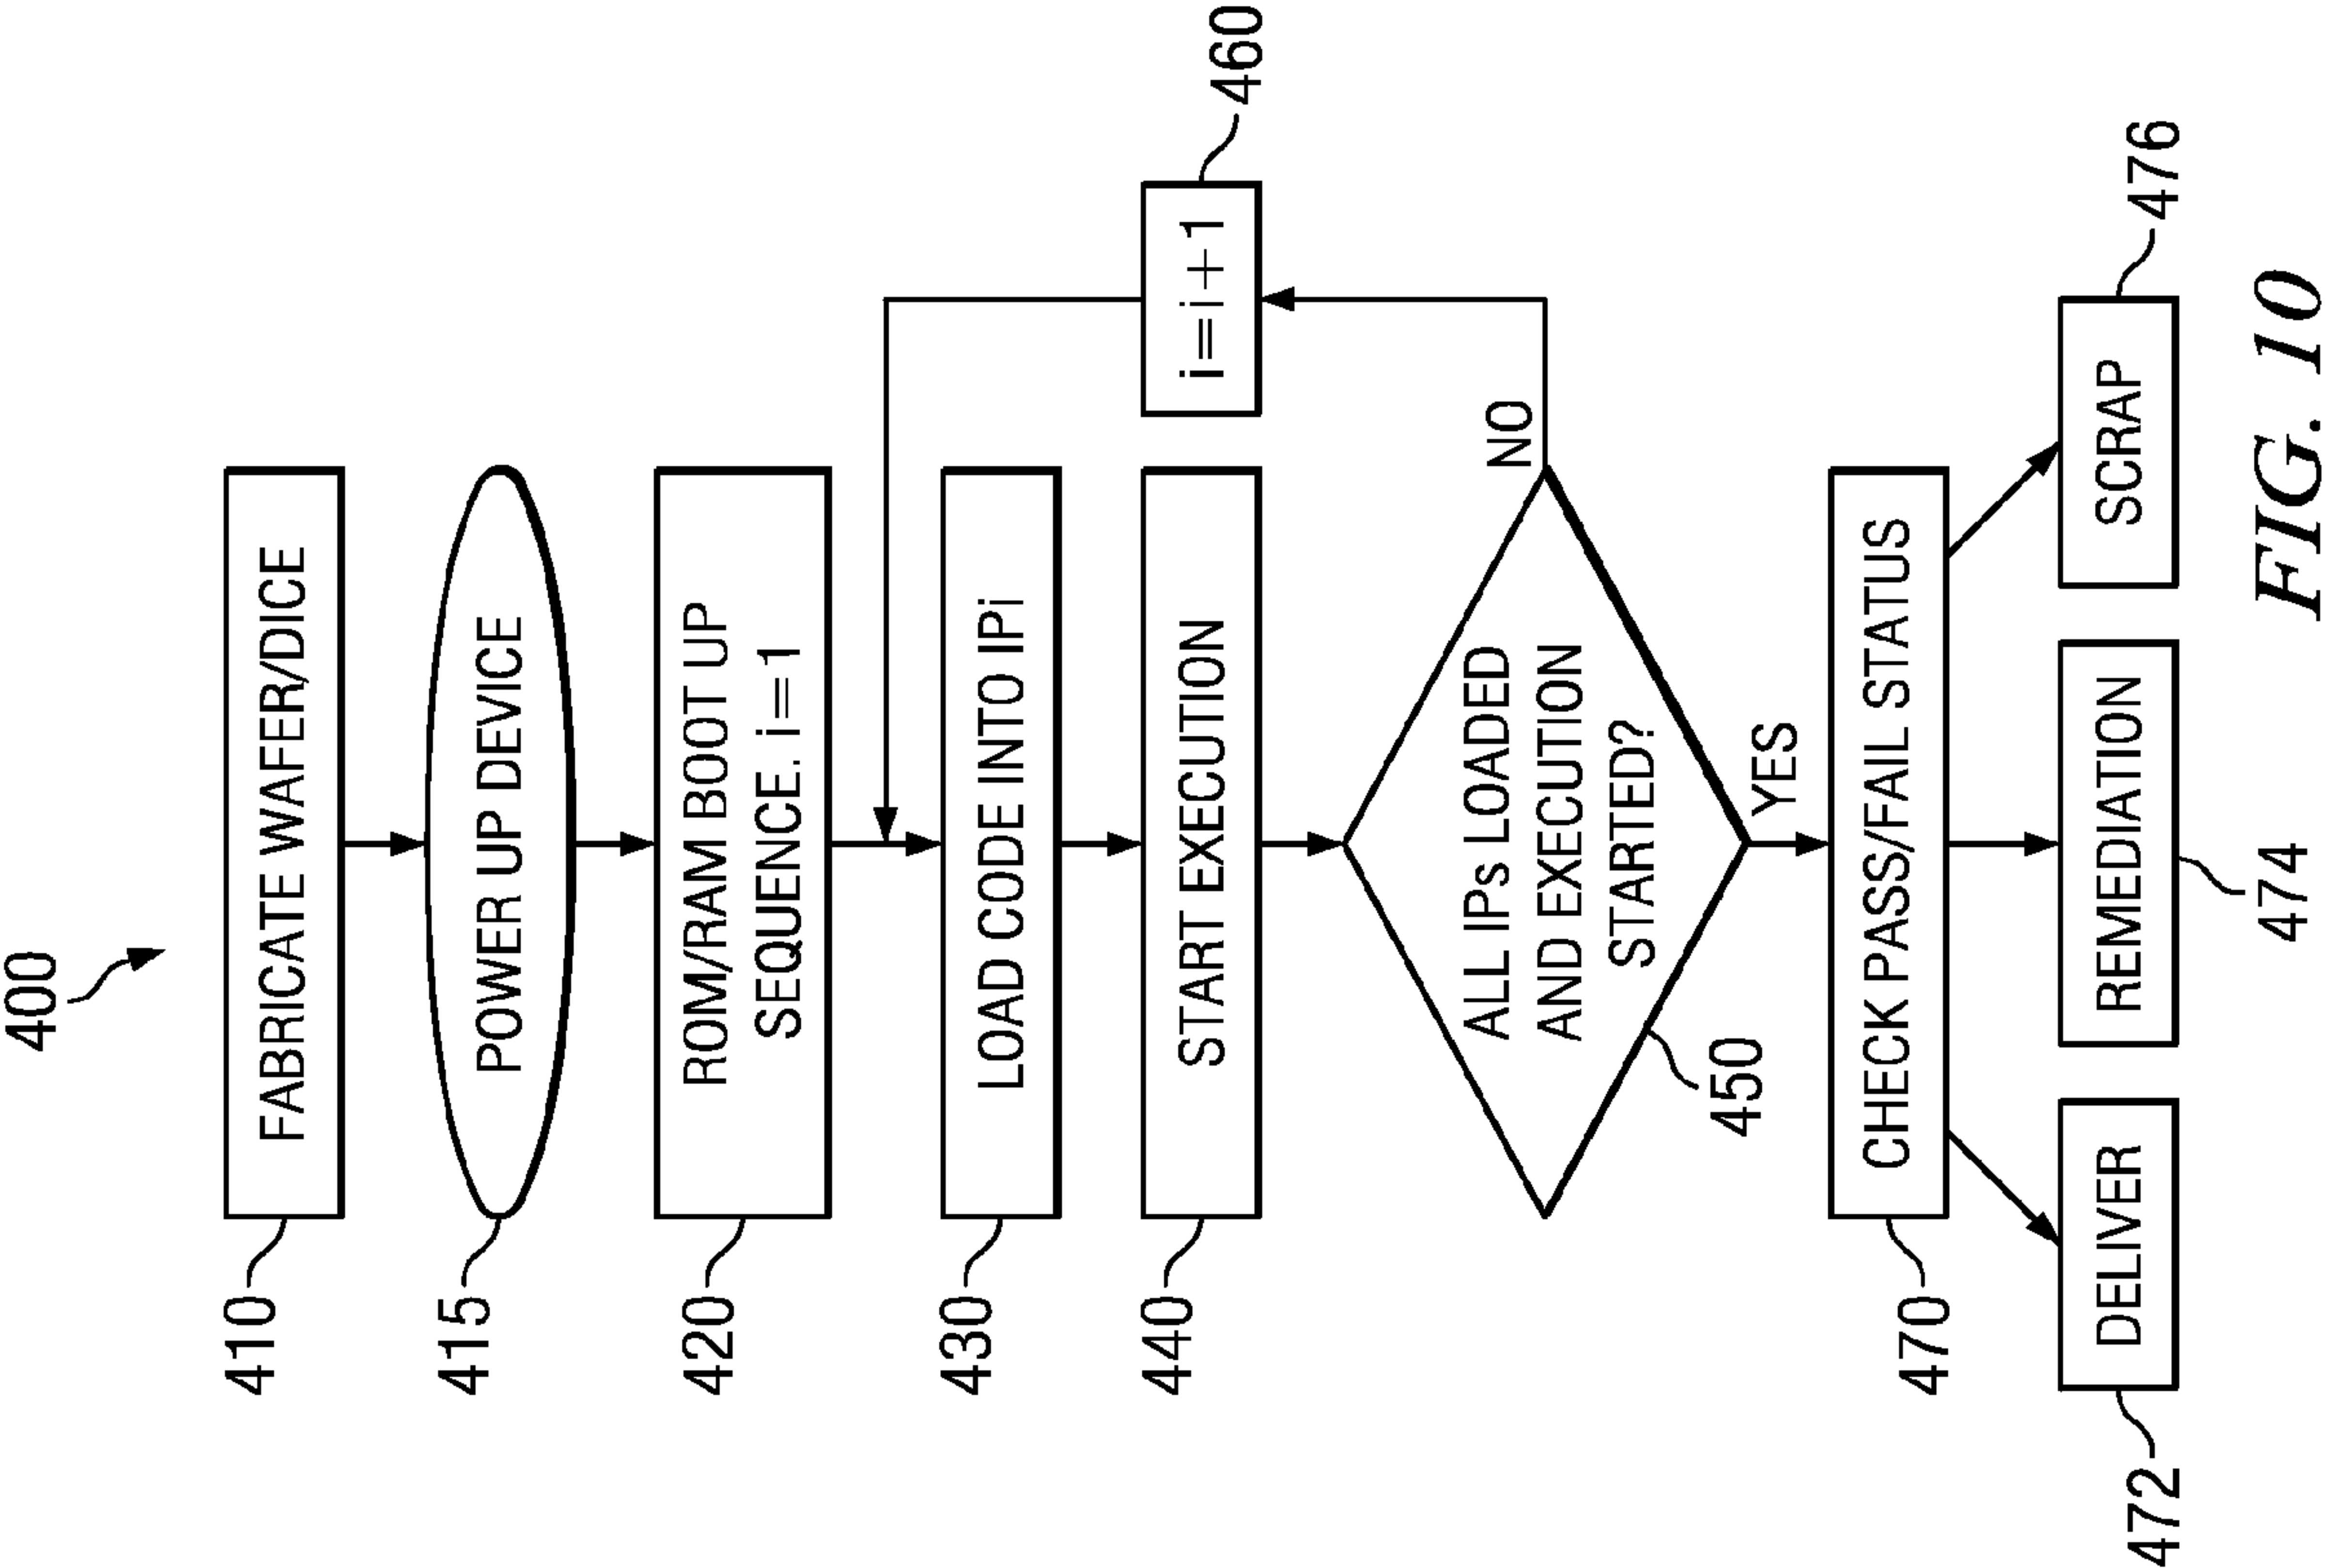 400
410
FABRICATE WAFER/DICE
415
POWER UP DEVICE
420
ROM/RAM BOOT UP
SEQUENCE. i=1
430
LOAD CODE INTO IPi
440
START EXECUTION
460
i=i+1
ALL IPs LOADED
AND EXECUTION
STARTED?
NO
450
YES
470
CHECK PASS/FAIL STATUS
472
DELIVER
REMEDIATION
474
SCRAP
476
FIG. 10